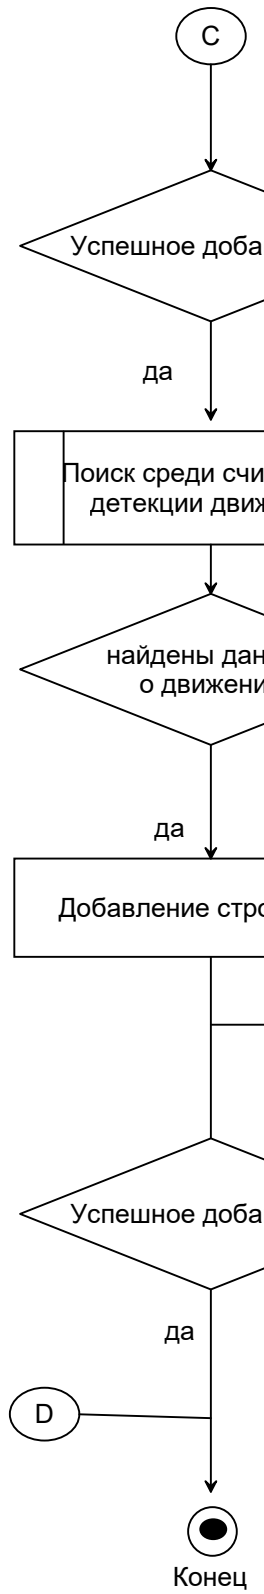 C
Успешное доба
да
Поиск среди счи
детекции движ
найдены дан
о движени
да
Добавление стро
Успешное доба
да
D
Конец